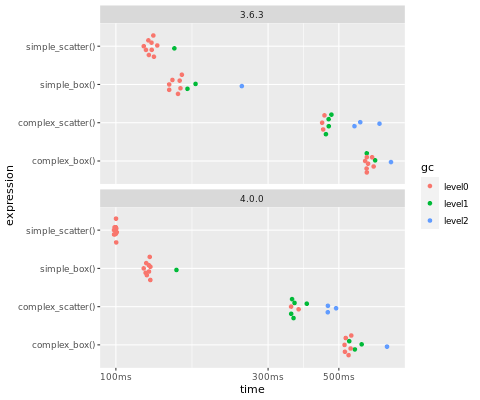 3.6.3
simple_scatter()
simple_box()
complex_scatter()
complex_box()
4.0.0
simple_scatter()
simple_box()
complex_scatter()
complex_box()
100ms 300ms 500ms
time
expression
gc
level0
level1
level2